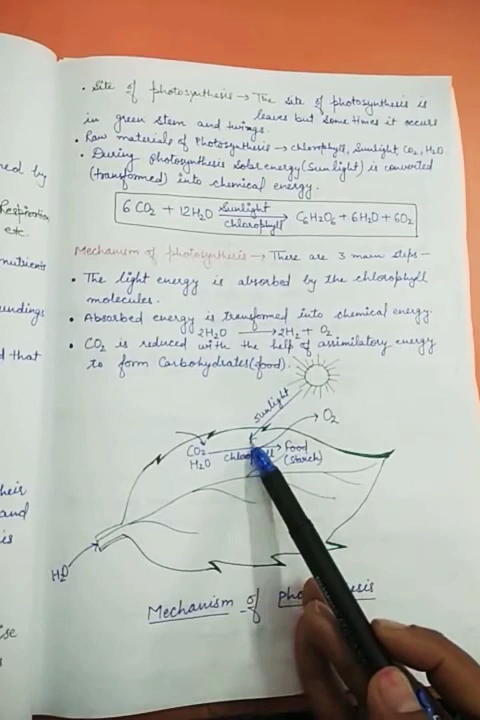 • Site of photosynthesis → The site of photosynthesis is
leaves but some times it occurs
in green stem and twings.
• Raw materials of Photosynthesis → chlorophyll, Sunlight, CO2, H2O
• During photosynthesis solar energy (Sunlight) is converted
(transformed) into chemical energy.
6 CO2 + 12H2O Sunlight → C6H12O6 + 6H2O + 6O2
Chlorophyll
Mechanism of photosynthesis → There are 3 main steps -
• The light energy is absorbed by the chlorophyll
molecules.
• Absorbed energy is transformed into chemical energy.
2H2O → 2H2 + O2
• CO2 is reduced with the help of assimilatory energy
to form Carbohydrates (food).
Sunlight
O2
CO2
H2O
Food
(Starch)
H2O
Mechanism of
ned by
Respiration
etc.
nutrients
undings
d that
heir
and
is
ise